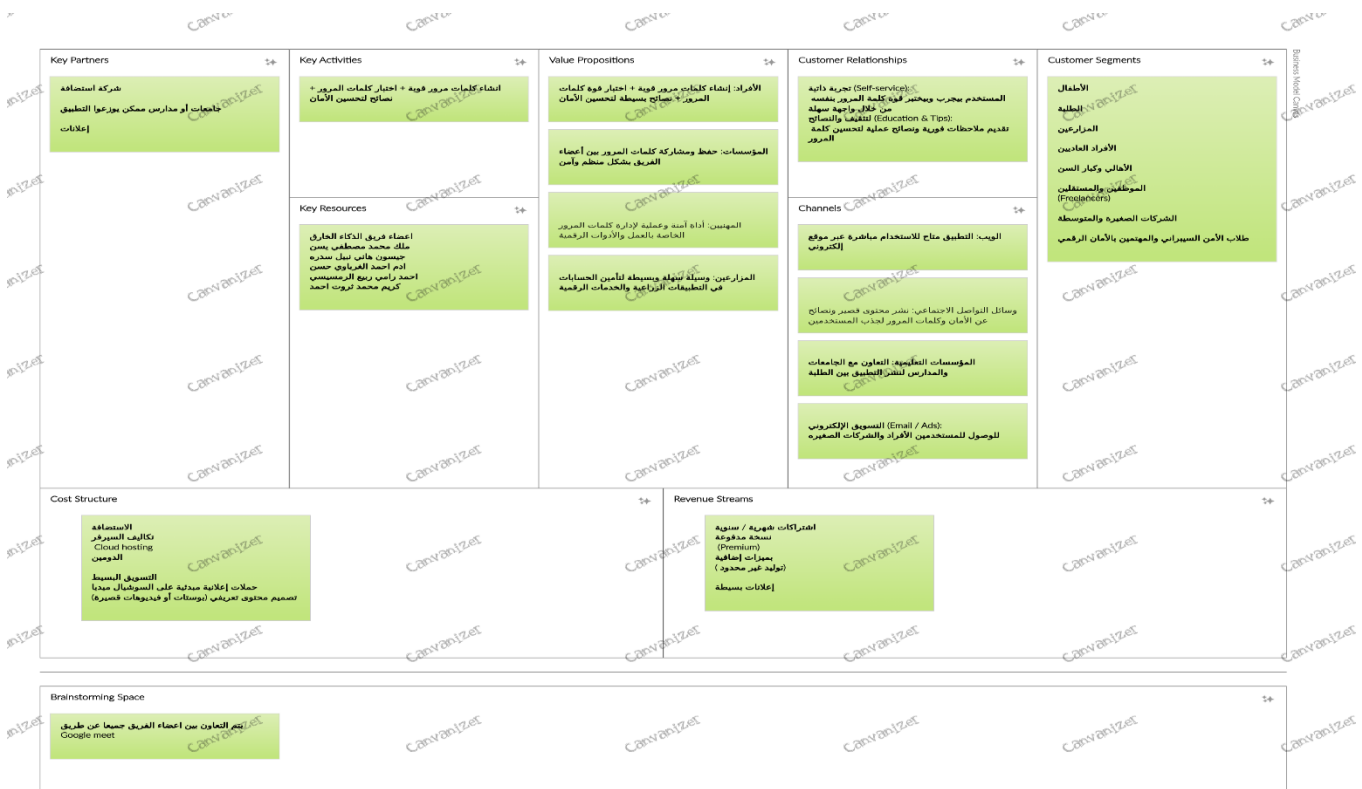 Key Partners
شركة استضافة
جامعات أو مدارس ممكن يوزعوا التطبيق
إعلانات
Key Activities
انشاء كلمات مرور قوية + اختبار كلمات المرور +
نصائح لتحسين الأمان
Key Resources
اعضاء فريق الذكاء الخارق
ملك محمد مصطفي يسن
جيسون هاني نبيل سدره
ادم احمد الغرباوي حسن
احمد رامي ربيع الرمسيسي
كريم محمد ثروت احمد
Value Propositions
الأفراد: إنشاء كلمات مرور قوية + اختبار قوة كلمات
المرور + نصائح بسيطة لتحسين الأمان
المؤسسات: حفظ ومشاركة كلمات المرور بين أعضاء
الفريق بشكل منظم وآمن
المهنيين: أداة آمنة وعملية لإدارة كلمات المرور
الخاصة بالعمل والأدوات الرقمية
المزارعين: وسيلة سهلة وبسيطة لتأمين الحسابات
في التطبيقات الزراعية والخدمات الرقمية
Customer Relationships
تجربة ذاتية (Self-service):
المستخدم بيجرب وبيختبر قوة كلمة المرور بنفسه
من خلال واجهة سهلة
لتثقيف والنصائح (Education & Tips):
تقديم ملاحظات فورية ونصائح عملية لتحسين كلمة
المرور
Channels
الويب: التطبيق متاح للاستخدام مباشرة عبر موقع
إلكتروني
وسائل التواصل الاجتماعي: نشر محتوى قصير ونصائح
عن الأمان وكلمات المرور لجذب المستخدمين
المؤسسات التعليمية: التعاون مع الجامعات
والمدارس لنشر التطبيق بين الطلبة
التسويق الإلكتروني (Email / Ads):
للوصول للمستخدمين الأفراد والشركات الصغيره
Customer Segments
الأطفال
الطلبة
المزارعين
الأفراد العاديين
الأهالي وكبار السن
الموظفين والمستقلين
(Freelancers)
الشركات الصغيرة والمتوسطة
طلاب الأمن السيبراني والمهتمين بالأمان الرقمي
Cost Structure
الاستضافة
تكاليف السيرفر
Cloud hosting
الدومين
التسويق البسيط
حملات إعلانية مبدئية على السوشيال ميديا
تصميم محتوى تعريفي (بوستات أو فيديوهات قصيرة)
Revenue Streams
اشتراكات شهرية / سنوية
نسخة مدفوعة
(Premium)
بميزات إضافية
(توليد غير محدود )
إعلانات بسيطة
Brainstorming Space
يتم التعاون بين اعضاء الفريق جميعا عن طريق
Google meet
Canvanizer